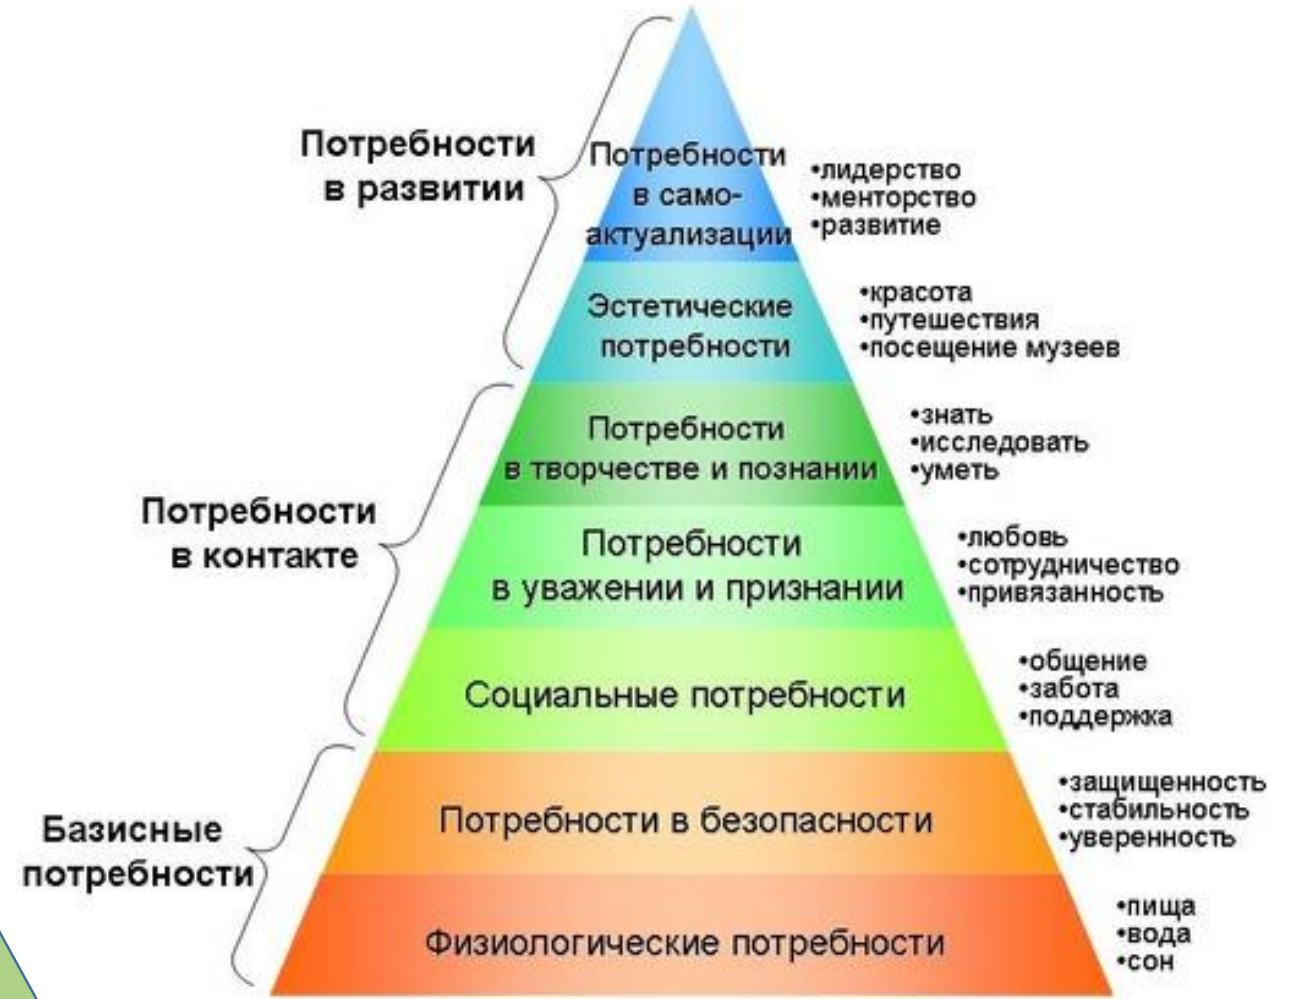 Потребности
в развитии
Потребности
в само-
актуализации
•лидерство
•менторство
•развитие
Эстетические
потребности
•красота
•путешествия
•посещение музеев
Потребности
в контакте
Потребности
в творчестве и познании
•знать
•исследовать
•уметь
Потребности
в уважении и признании
•любовь
•сотрудничество
•привязанность
Социальные потребности
•общение
•забота
•поддержка
Базисные
потребности
Потребности в безопасности
•защищенность
•стабильность
•уверенность
Физиологические потребности
•пища
•вода
•сон